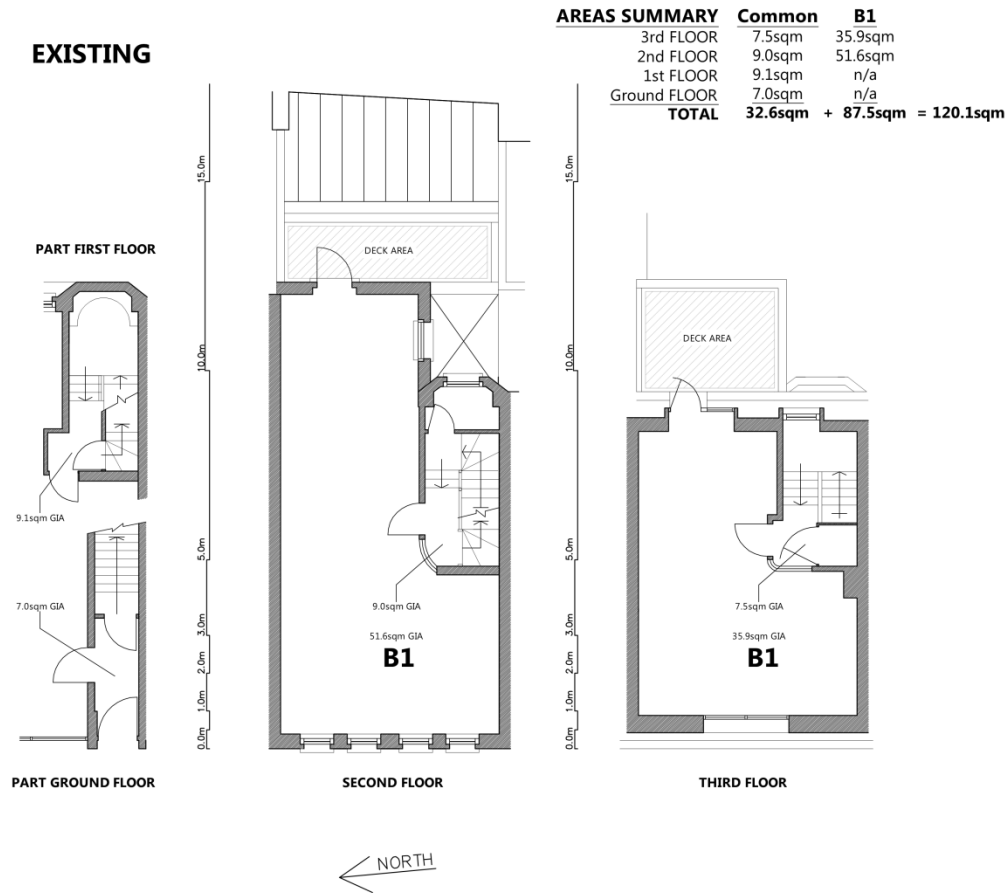 EXISTING
AREAS SUMMARY Common B1
3rd FLOOR 7.5sqm 35.9sqm
2nd FLOOR 9.0sqm 51.6sqm
1st FLOOR 9.1sqm n/a
Ground FLOOR 7.0sqm n/a
TOTAL 32.6sqm + 87.5sqm = 120.1sqm
PART FIRST FLOOR
9.1sqm GIA
7.0sqm GIA
PART GROUND FLOOR
15.0m
10.0m
5.0m
3.0m
2.0m
1.0m
0.0m
DECK AREA
9.0sqm GIA
51.6sqm GIA
B1
SECOND FLOOR
15.0m
10.0m
5.0m
3.0m
2.0m
1.0m
0.0m
DECK AREA
7.5sqm GIA
35.9sqm GIA
B1
THIRD FLOOR
NORTH